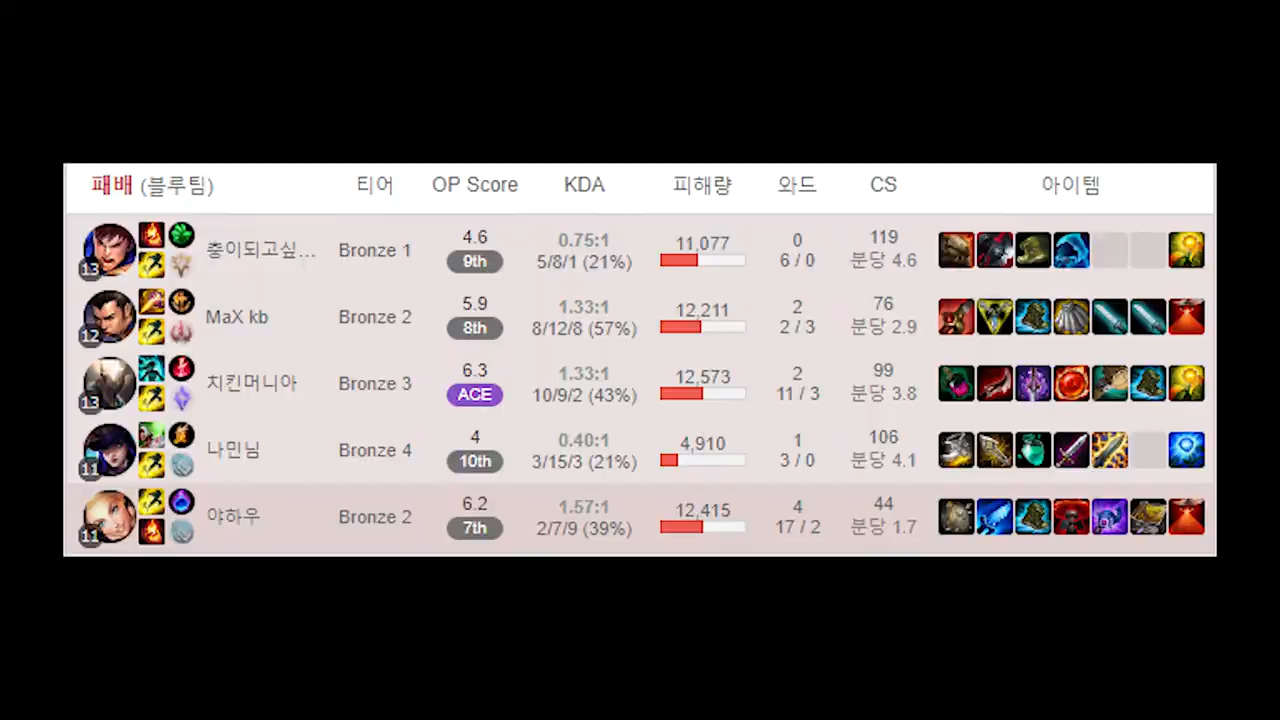 패배 (블루팀) 티어 OP Score KDA 피해량 와드 CS 아이템
13 충이되고싶... Bronze 1 4.6 9th 0.75:1 5/8/1 (21%) 11,077 0 6 / 0 119 분당 4.6
12 MaX kb Bronze 2 5.9 8th 1.33:1 8/12/8 (57%) 12,211 2 2 / 3 76 분당 2.9
13 치킨머니아 Bronze 3 6.3 ACE 1.33:1 10/9/2 (43%) 12,573 2 11 / 3 99 분당 3.8
11 나민님 Bronze 4 4 10th 0.40:1 3/15/3 (21%) 4,910 1 3 / 0 106 분당 4.1
11 야하우 Bronze 2 6.2 7th 1.57:1 2/7/9 (39%) 12,415 4 17 / 2 44 분당 1.7